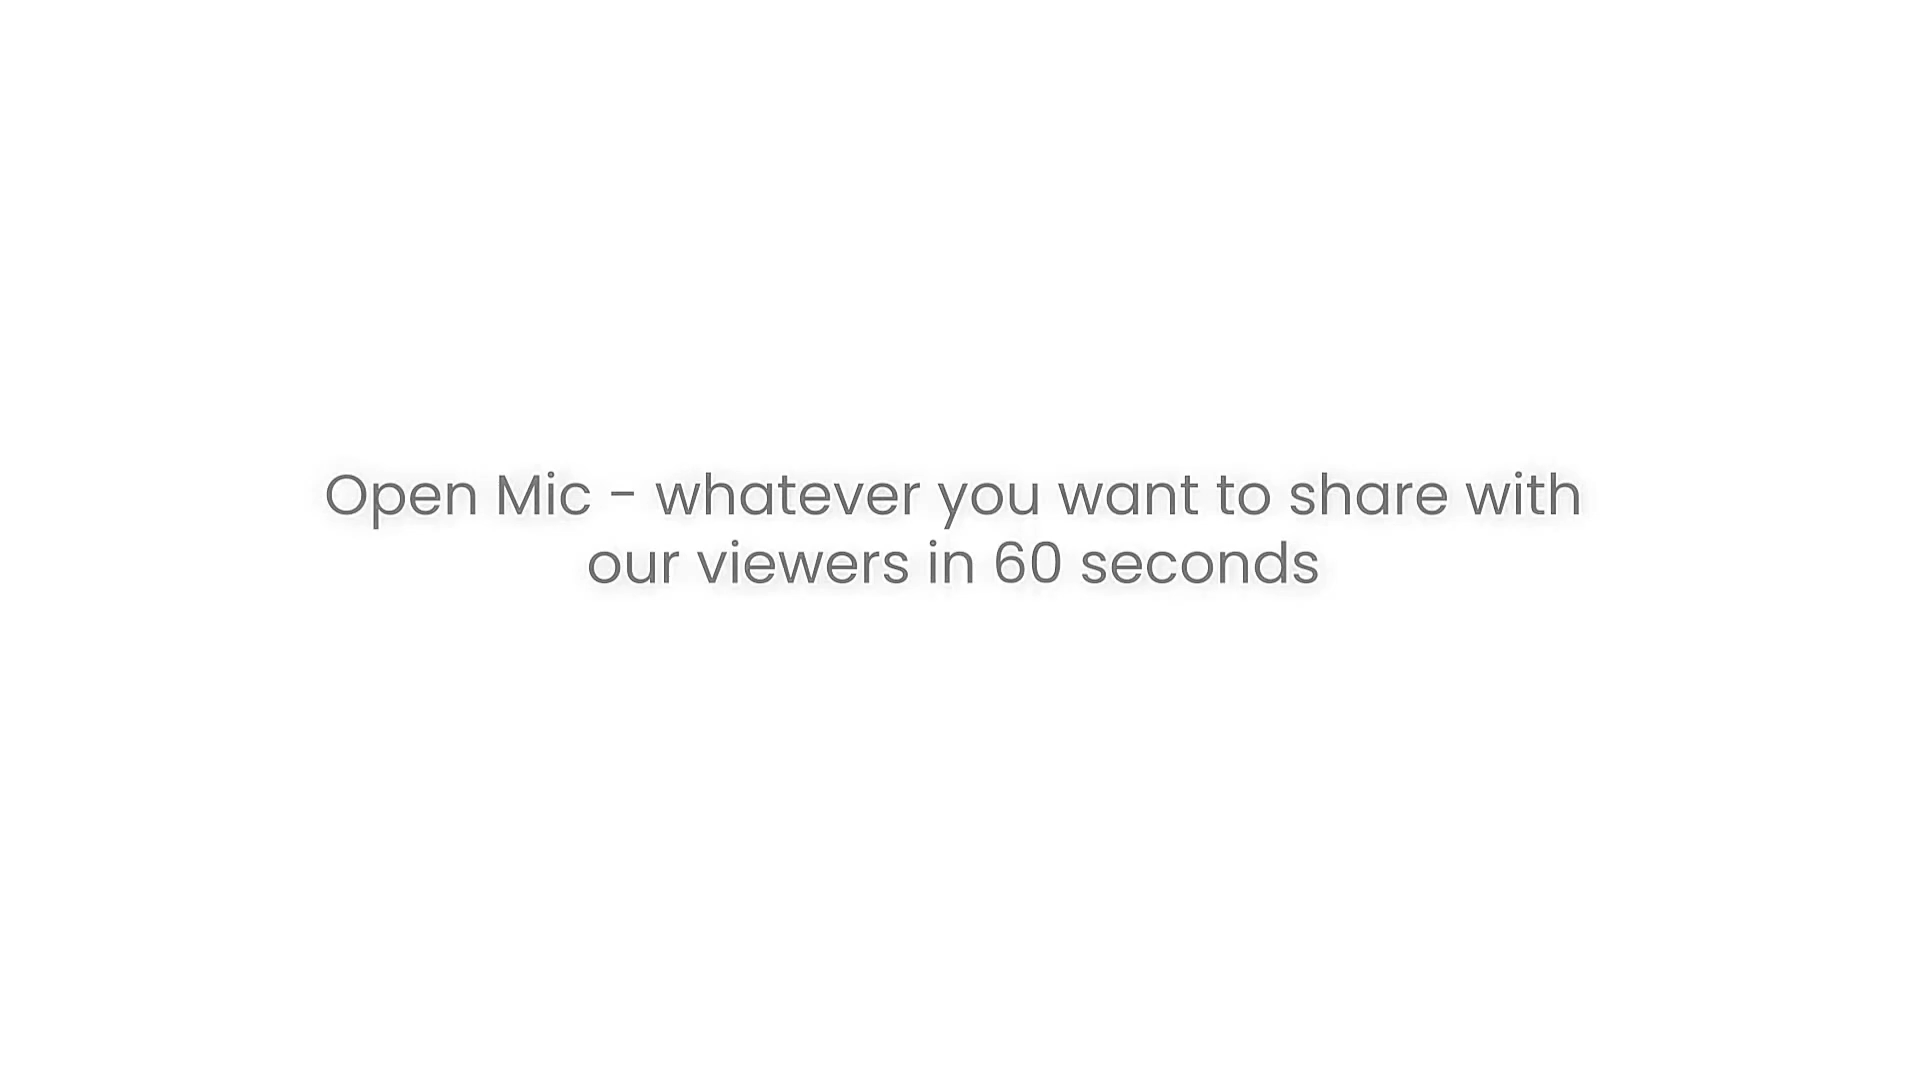 Open Mic - whatever you want to share with
our viewers in 60 seconds